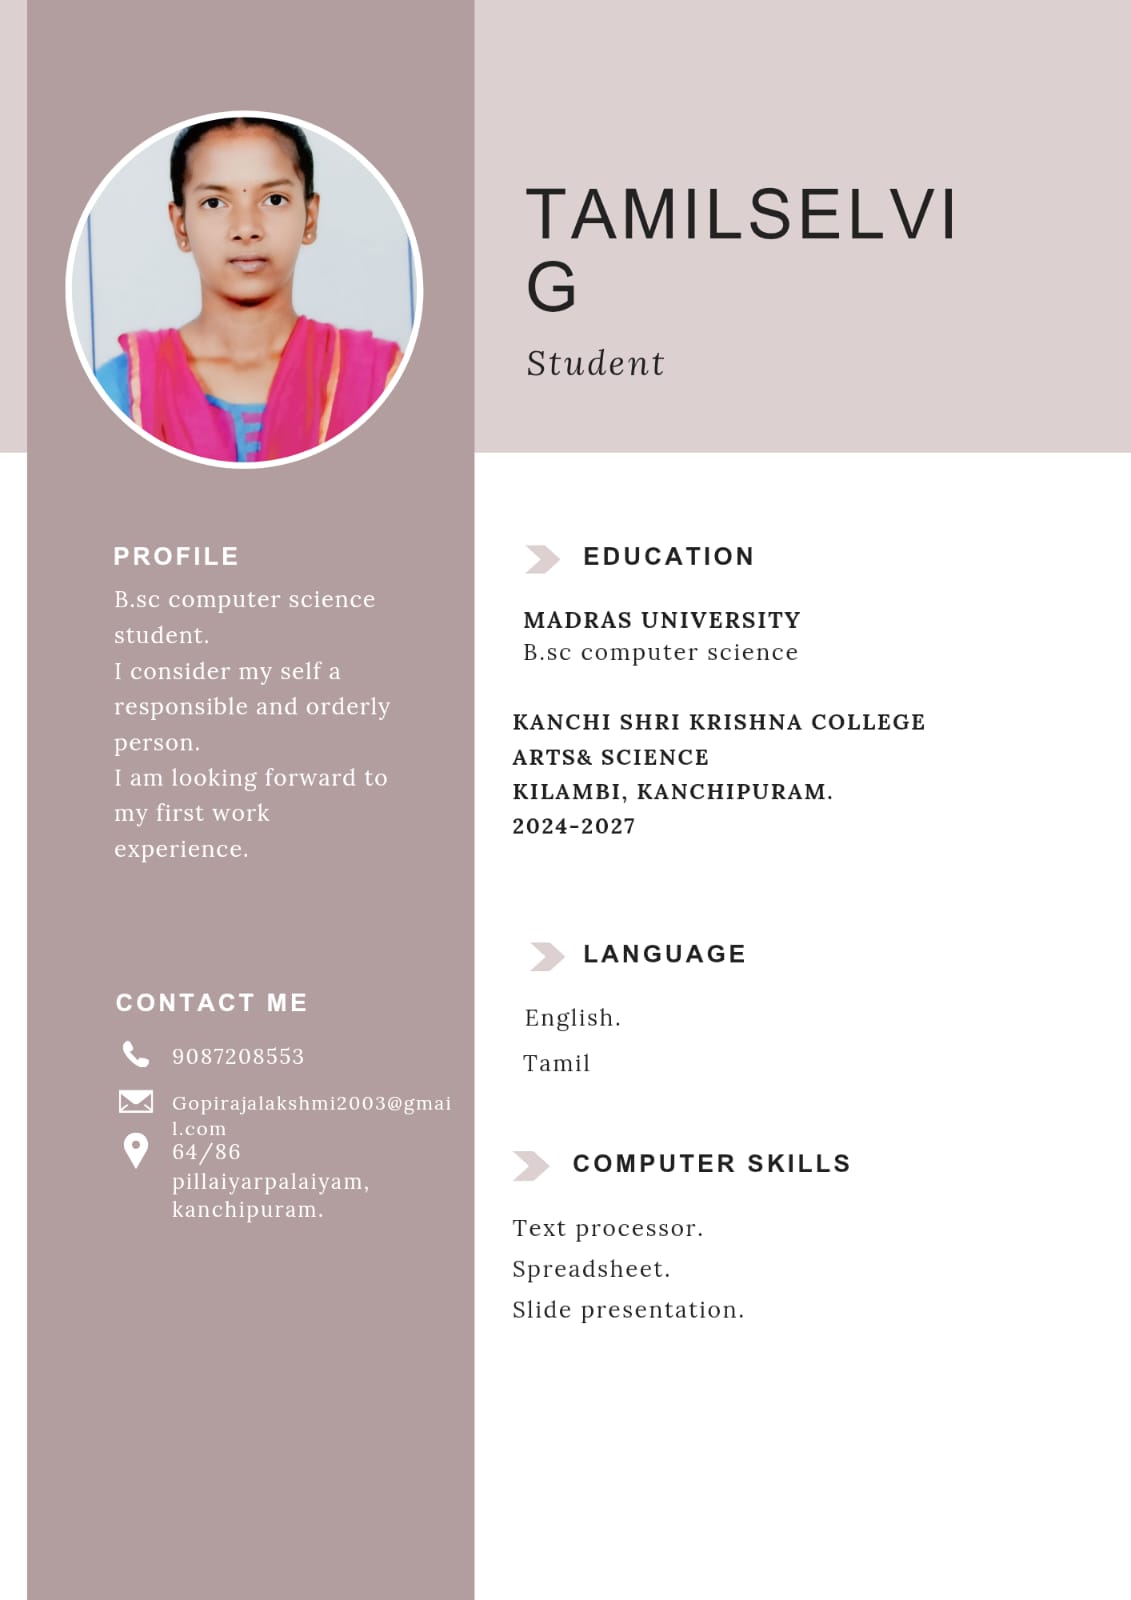 TAMILSELVI
G
Student
PROFILE
B.sc computer science
student.
I consider my self a
responsible and orderly
person.
I am looking forward to
my first work
experience.
CONTACT ME
9087208553
Gopirajalakshmi2003@gmai
l.com
64/86
pillaiyarpalaiyam,
kanchipuram.
EDUCATION
MADRAS UNIVERSITY
B.sc computer science
KANCHI SHRI KRISHNA COLLEGE
ARTS& SCIENCE
KILAMBI, KANCHIPURAM.
2024-2027
LANGUAGE
English.
Tamil
COMPUTER SKILLS
Text processor.
Spreadsheet.
Slide presentation.